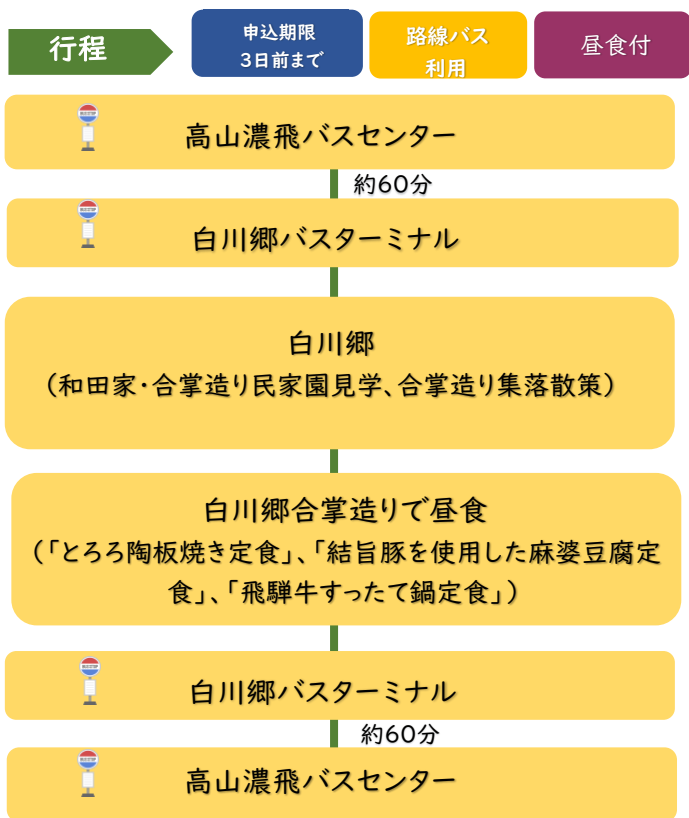 行程
申込期限
3日前まで
路線バス
利用
昼食付
高山濃飛バスセンター
約60分
白川郷バスターミナル
白川郷
（和田家・合掌造り民家園見学、合掌造り集落散策）
白川郷合掌造りで昼食
（「とろろ陶板焼き定食」、「結旨豚を使用した麻婆豆腐定
食」、「飛騨牛すったて鍋定食」）
白川郷バスターミナル
約60分
高山濃飛バスセンター